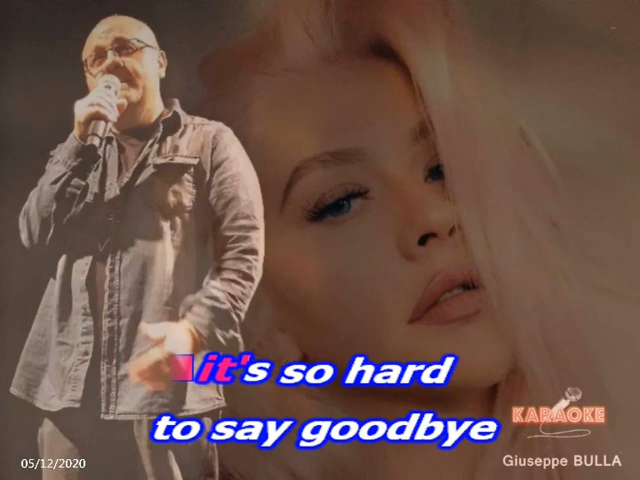 it's so hard
to say goodbye
KARAOKE
Giuseppe BULLA
05/12/2020